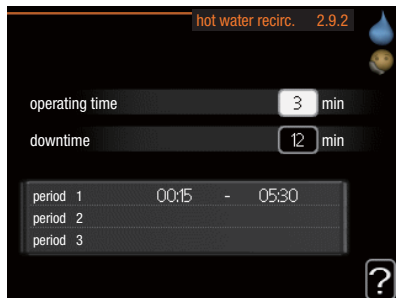 hot water recirc. 2.9.2
operating time 3 min
downtime 12 min
period 1 00:15 - 05:30
period 2
period 3
?